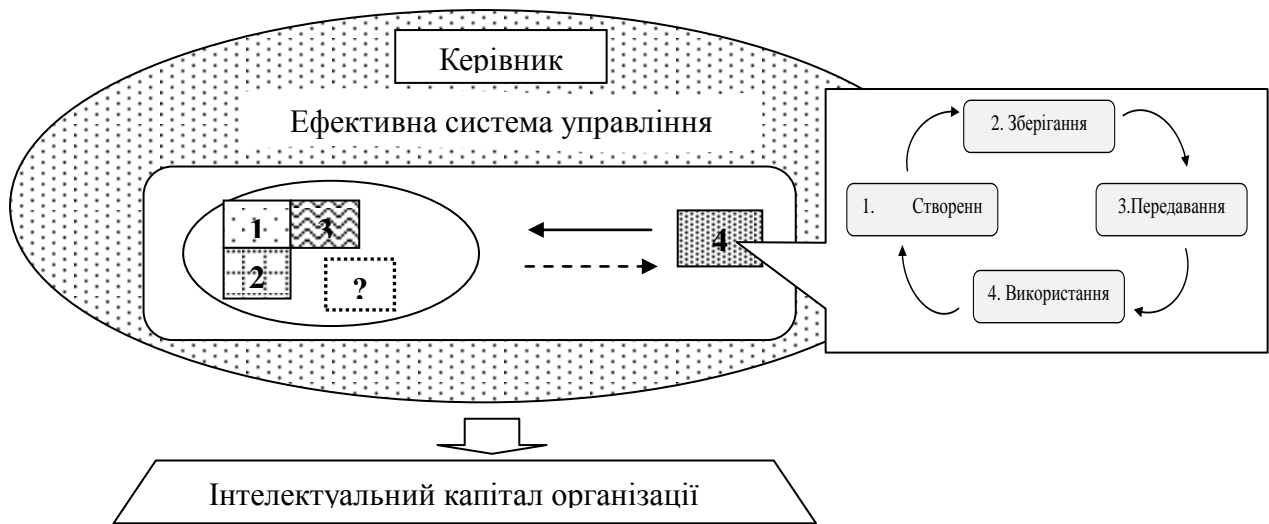 Керівник
Ефективна система управління
1
3
2
?
4
2. Зберігання
1. Створенн
3.Передавання
4. Використання
Інтелектуальний капітал організації